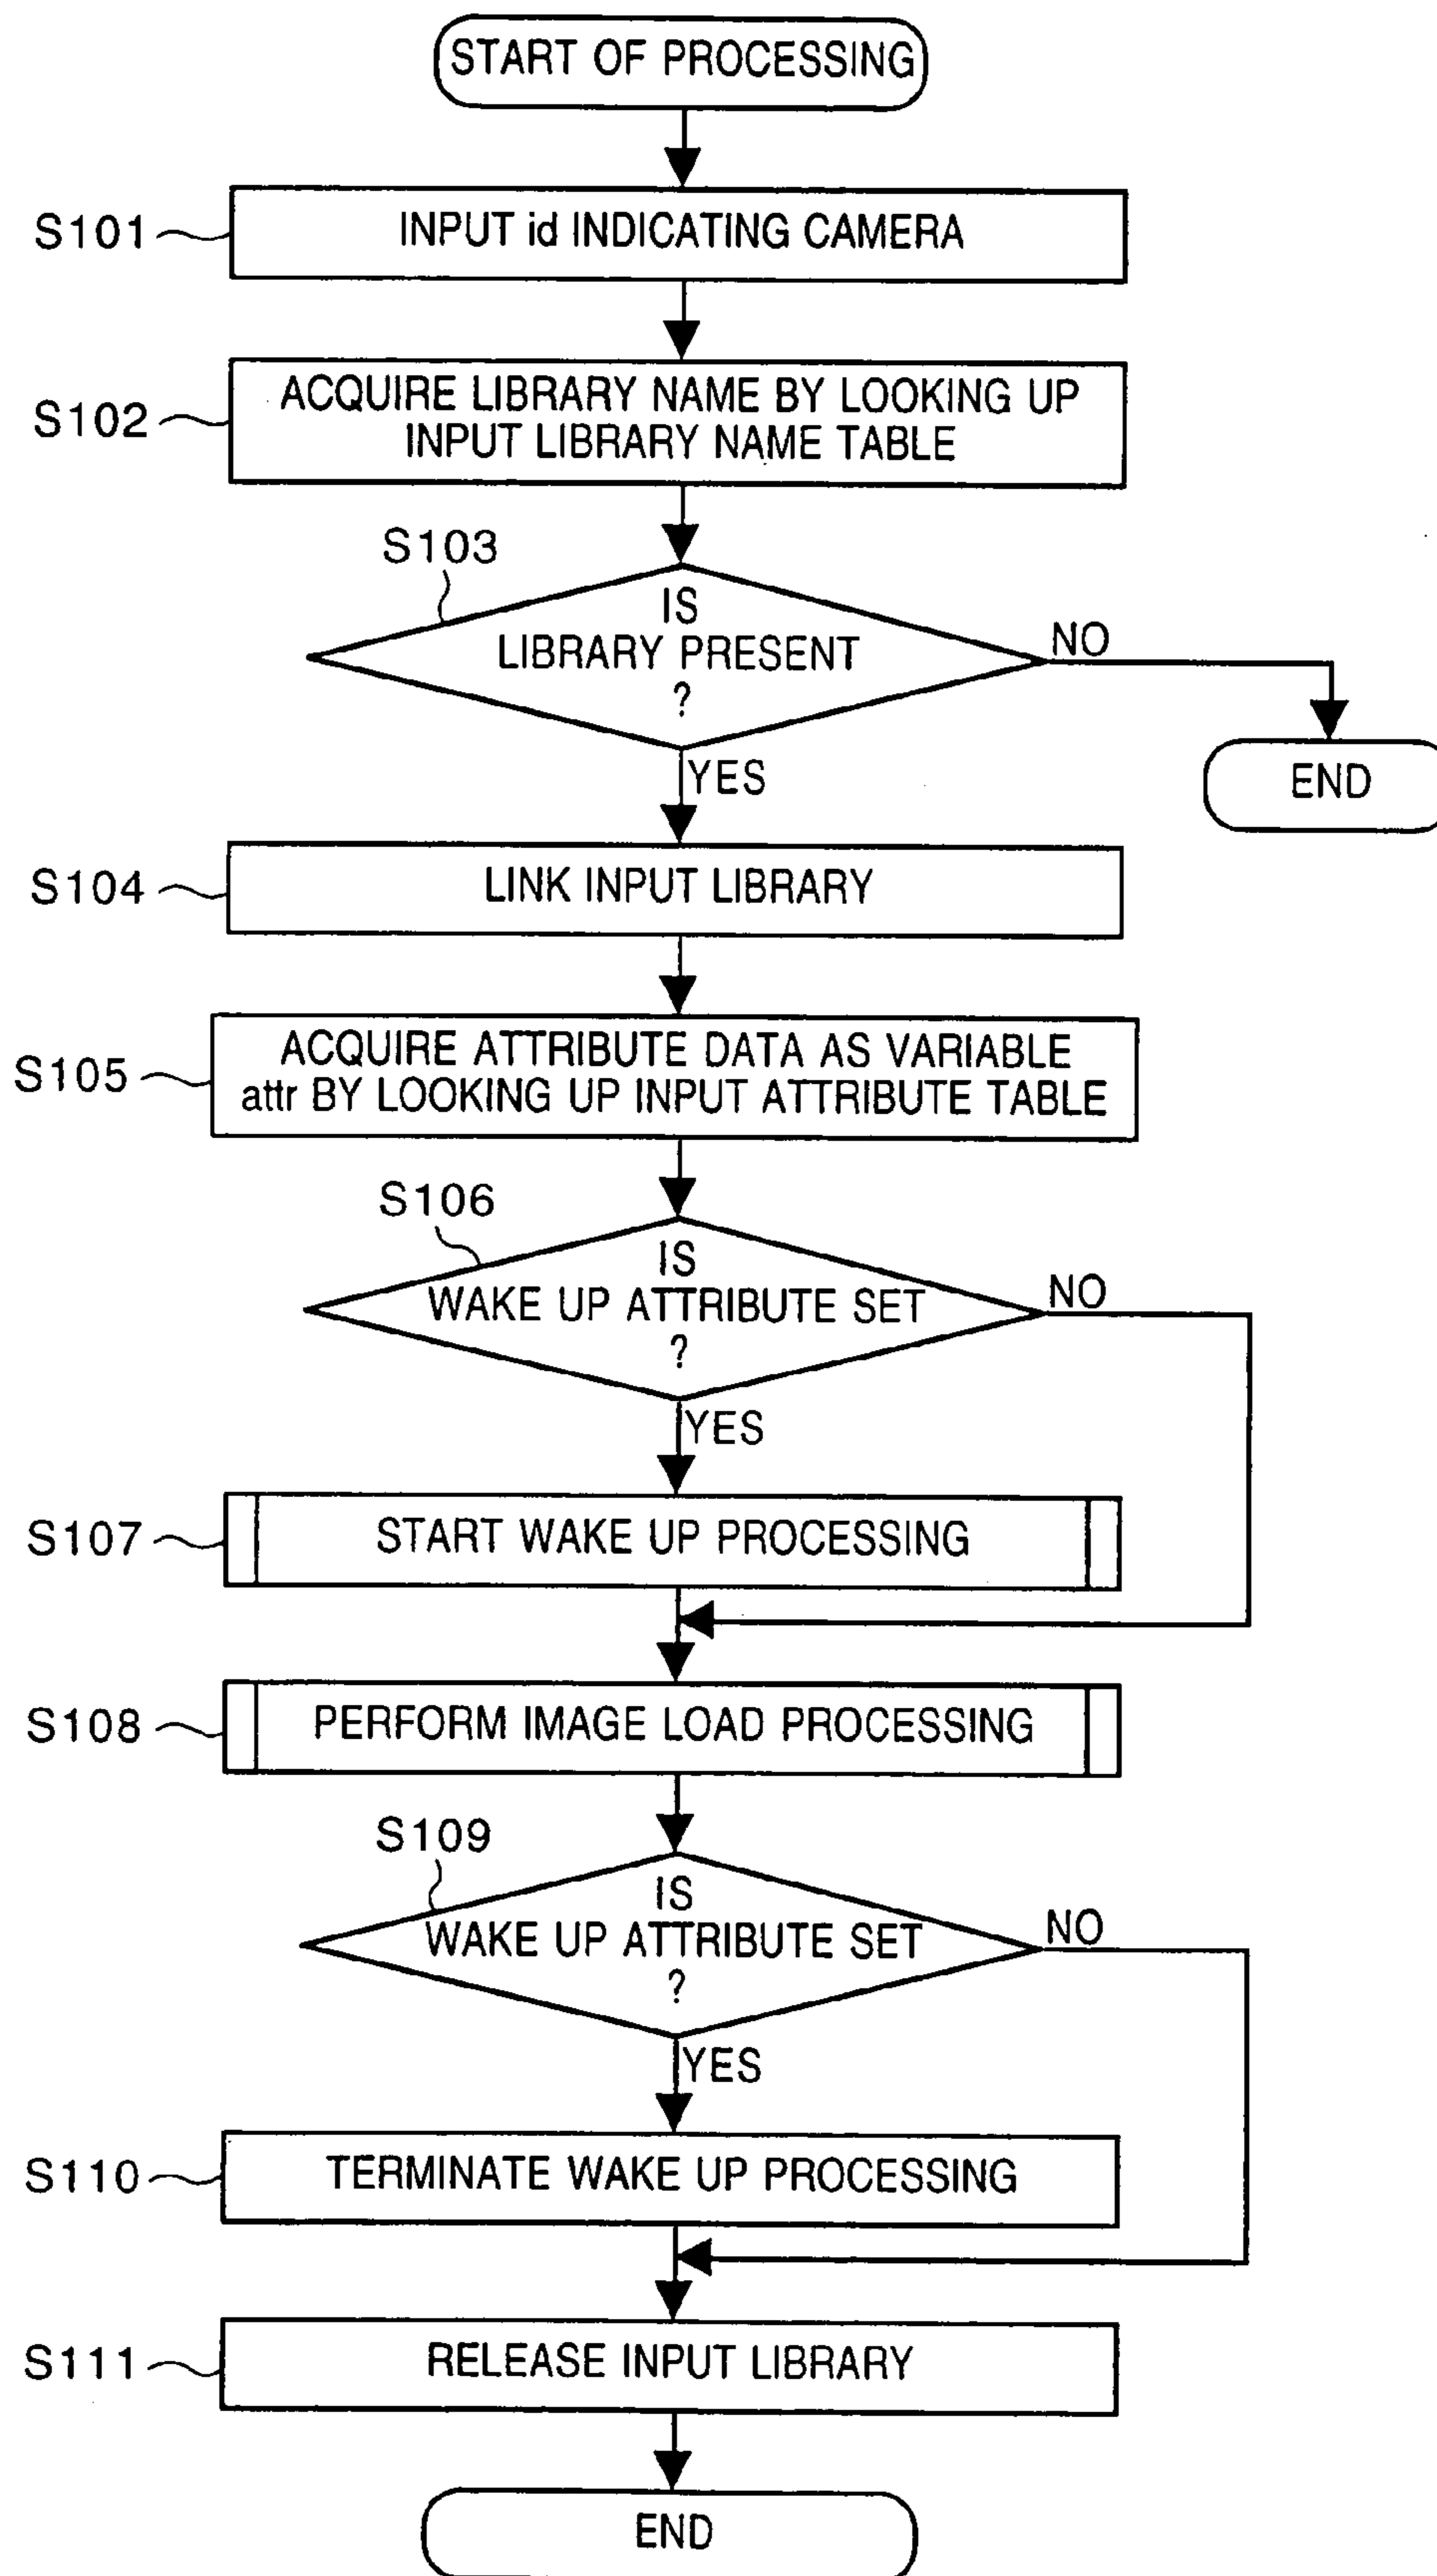 START OF PROCESSING
S101
INPUT id INDICATING CAMERA
S102
ACQUIRE LIBRARY NAME BY LOOKING UP
INPUT LIBRARY NAME TABLE
S103
IS
LIBRARY PRESENT
?
NO
YES
END
S104
LINK INPUT LIBRARY
S105
ACQUIRE ATTRIBUTE DATA AS VARIABLE
attr BY LOOKING UP INPUT ATTRIBUTE TABLE
S106
IS
WAKE UP ATTRIBUTE SET
?
NO
YES
S107
START WAKE UP PROCESSING
S108
PERFORM IMAGE LOAD PROCESSING
S109
IS
WAKE UP ATTRIBUTE SET
?
NO
YES
S110
TERMINATE WAKE UP PROCESSING
S111
RELEASE INPUT LIBRARY
END